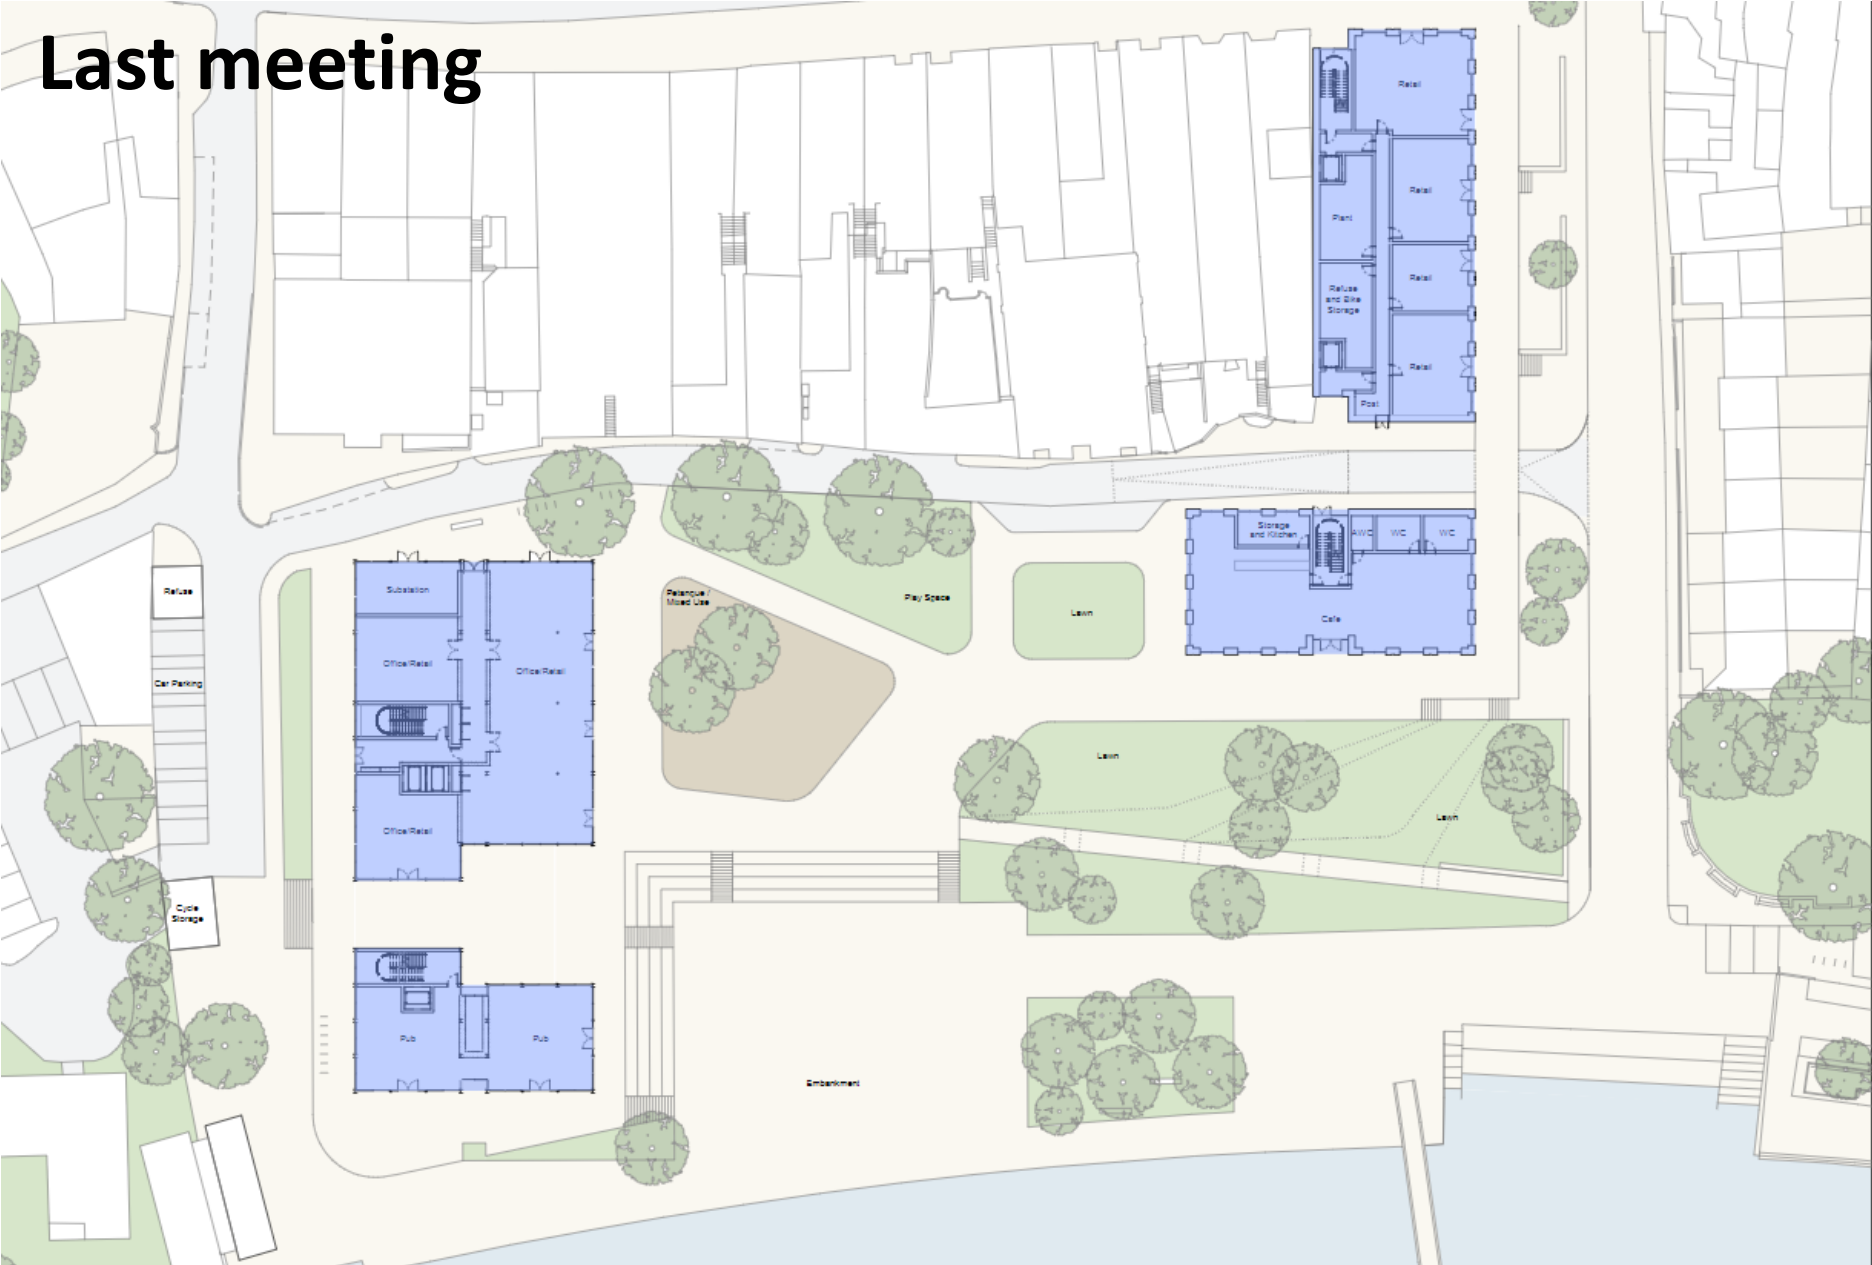 Last meeting
Retail
Retail
Plant
Retail
Refuse
and Bike
Storage
Retail
Post
Storage
and Kitchen
AWC
WC
WC
Cafe
Refuse
Car Parking
Cycle
Storage
Substation
Office/Retail
Office/Retail
Office/Retail
Petanque /
Mixed Use
Play Space
Lawn
Lawn
Lawn
Pub
Pub
Embankment